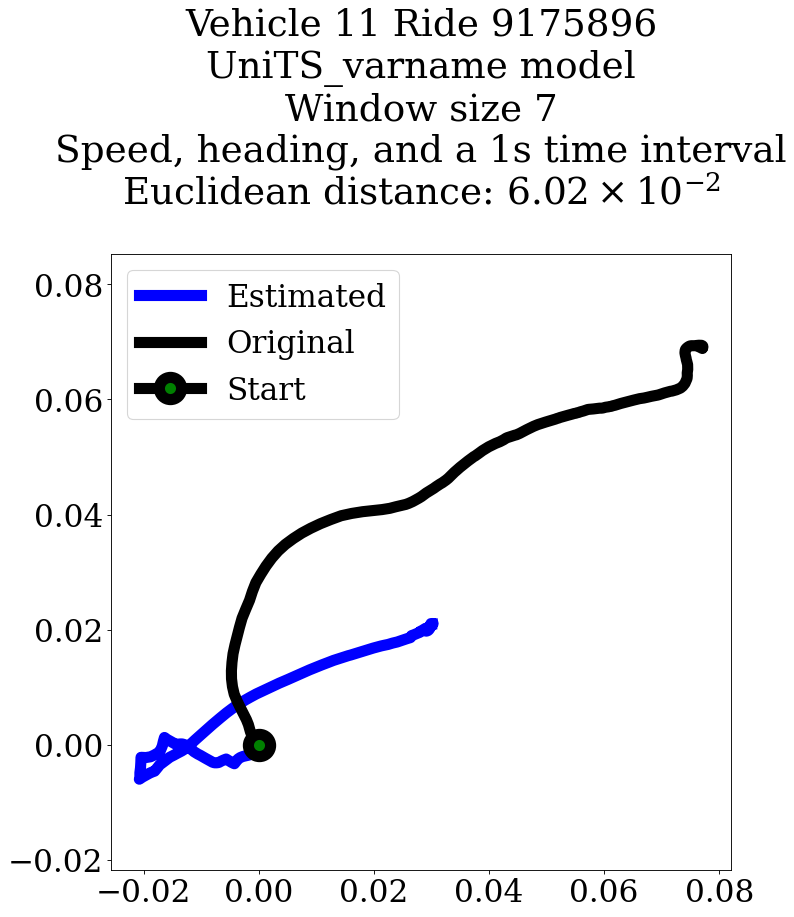 Vehicle 11 Ride 9175896
UniTS_varname model
Window size 7
Speed, heading, and a 1s time interval
Euclidean distance: 6.02 × 10⁻²
Estimated
Original
Start
0.08
0.06
0.04
0.02
0.00
−0.02
−0.02 0.00 0.02 0.04 0.06 0.08